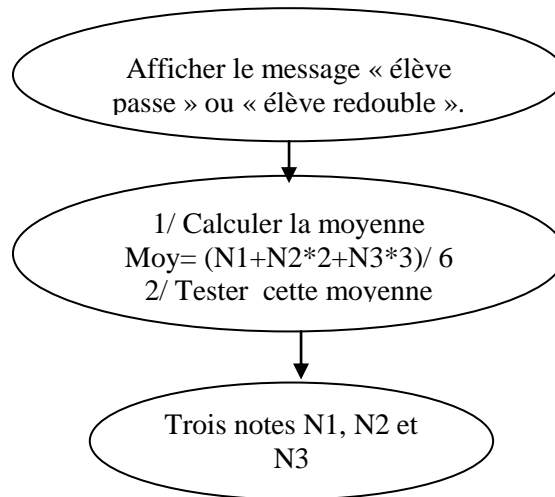 Afficher le message « élève
passe » ou « élève redouble ».
1/ Calculer la moyenne
Moy= (N1+N2*2+N3*3)/ 6
2/ Tester  cette moyenne
Trois notes N1, N2 et
N3